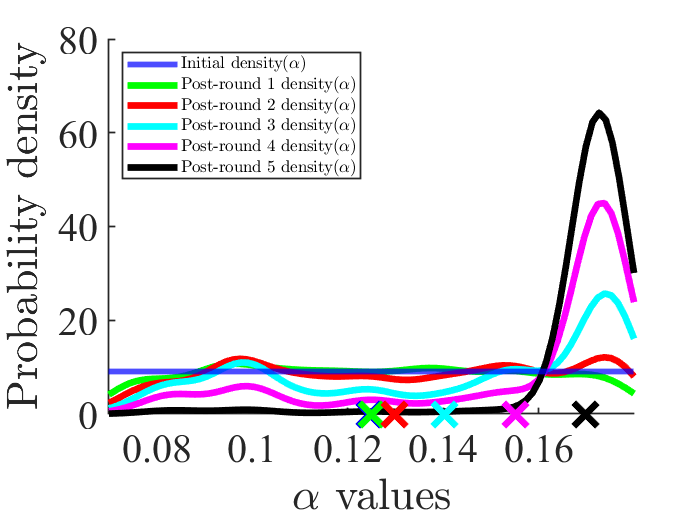 80
60
40
20
0
Probability density
Initial density(α)
Post-round 1 density(α)
Post-round 2 density(α)
Post-round 3 density(α)
Post-round 4 density(α)
Post-round 5 density(α)
0.08 0.1 0.12 0.14 0.16
α values